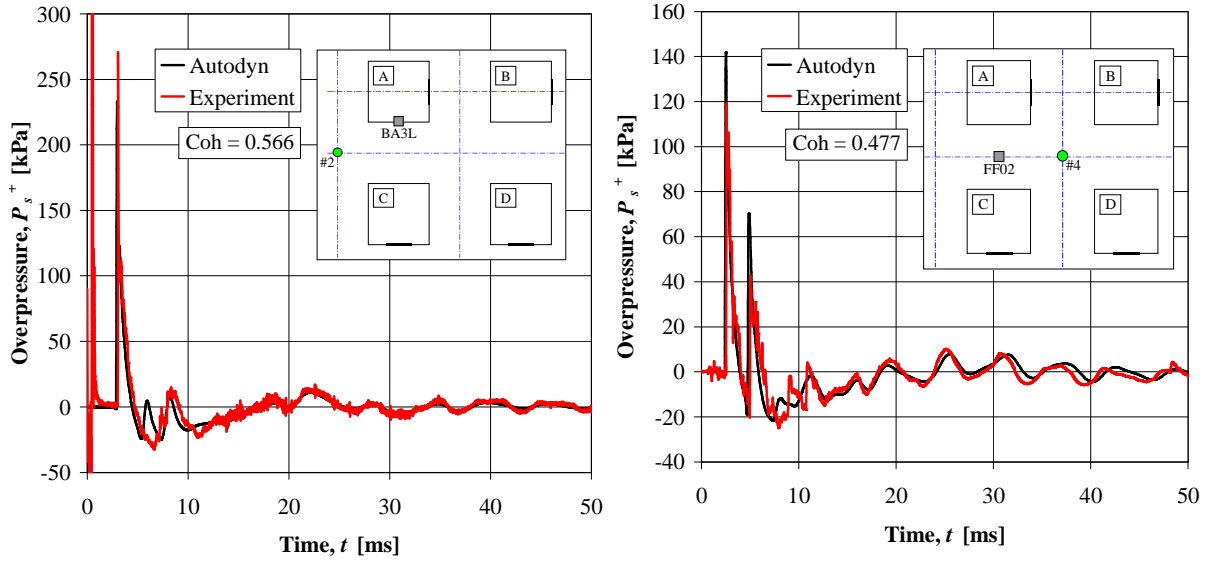 Overpressure, P s + [kPa]
300
250
200
150
100
50
0
-50
0 10 20 30 40 50
Time, t [ms]
Autodyn
Experiment
Coh = 0.566
A
B
BA3L
#2
C
D
Overpressure, P s + [kPa]
160
140
120
100
80
60
40
20
0
-20
-40
0 10 20 30 40 50
Time, t [ms]
Autodyn
Experiment
Coh = 0.477
A
B
FF02
#4
C
D